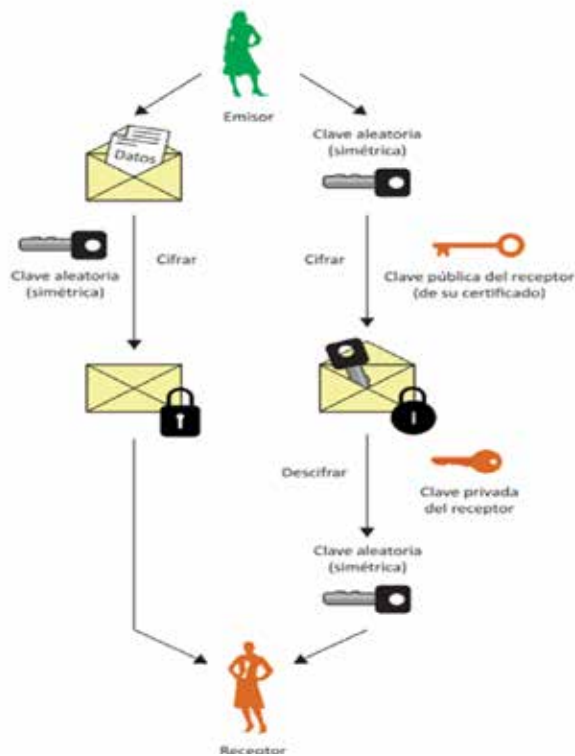 Emisor
Datos
Clave aleatoria
(simétrica)
Clave aleatoria
(simétrica)
Cifrar
Cifrar
Clave pública del receptor
(de su certificado)
Descifrar
Clave privada
del receptor
Clave aleatoria
(simétrica)
Receptor